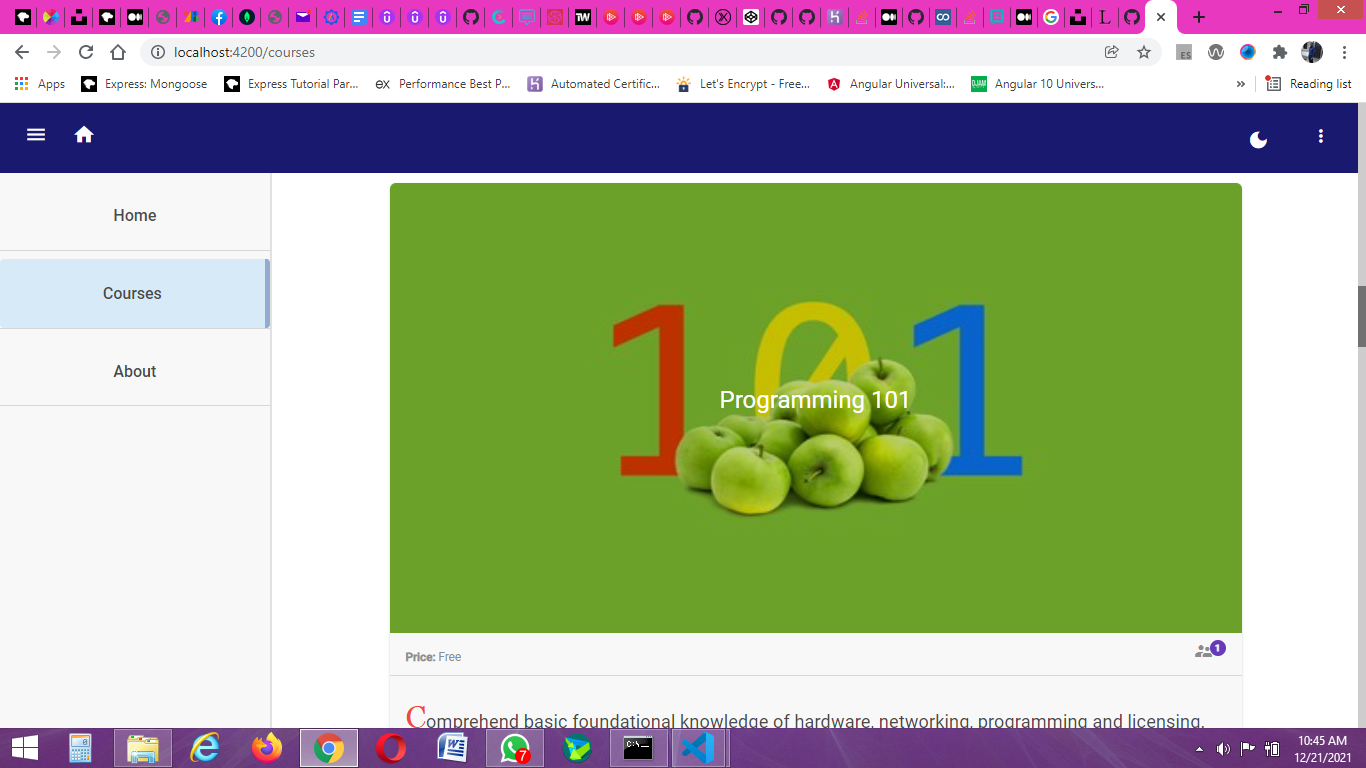 localhost:4200/courses
Apps
Express: Mongoose
Express Tutorial Par...
Performance Best P...
Automated Certific...
Let's Encrypt - Free...
Angular Universal:...
Angular 10 Univers...
»
Reading list
Home
Courses
About
101
Programming 101
Price: Free
1
Comprehend basic foundational knowledge of hardware, networking, programming and licensing.
7
10:45 AM
12/21/2021